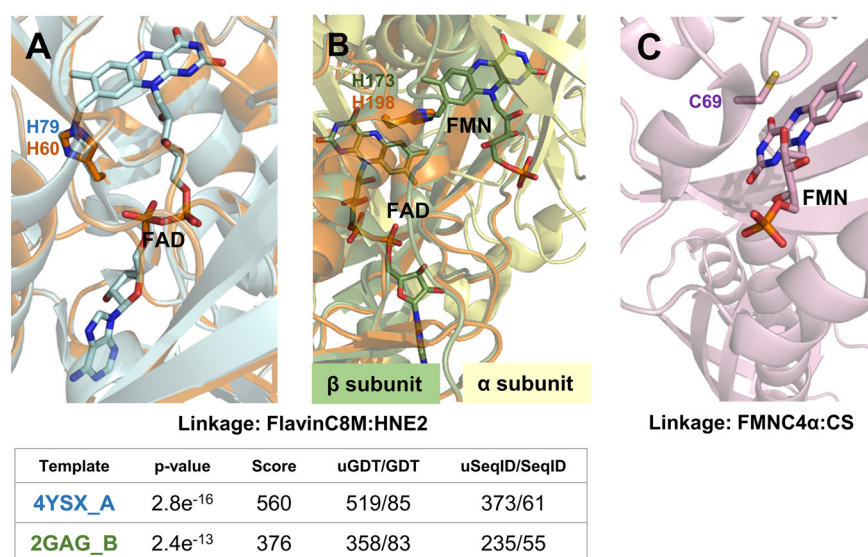 A
B
C
H79
H60
FAD
H173
H198
FMN
FAD
C69
FMN
β subunit
α subunit
Linkage: FlavinC8M:HNE2
Linkage: FMNC4α:CS
Template p-value Score uGDT/GDT uSeqID/SeqID
4YSX_A 2.8e⁻¹⁶ 560 519/85 373/61
2GAG_B 2.4e⁻¹³ 376 358/83 235/55